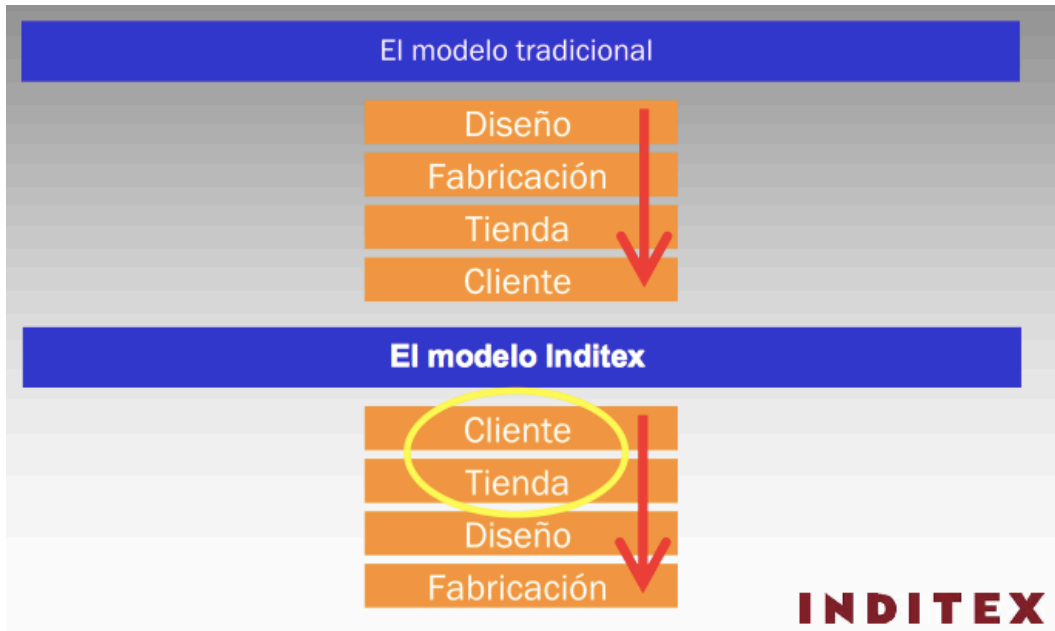 El modelo tradicional
Diseño
Fabricación
Tienda
Cliente
El modelo Inditex
Cliente
Tienda
Diseño
Fabricación
INDITEX